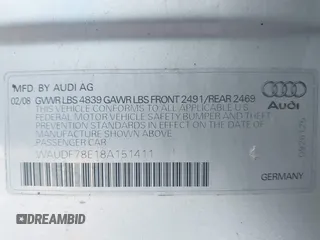 MFD. BY AUDI AG
02/08 GVWR LBS 4839 GAWR LBS FRONT 2491/REAR 2469
THIS VEHICLE CONFORMS TO ALL APPLICABLE
FEDERAL MOTOR VEHICLE SAFETY BUMPER AND THEFT
PREVENTION STANDARDS IN EFFECT ON THE DATE OF
MANUFACTURE SHOWN ABOVE
PASSENGER CAR
WAUDF78E18A151411
Audi
GERMANY
DREAMBID